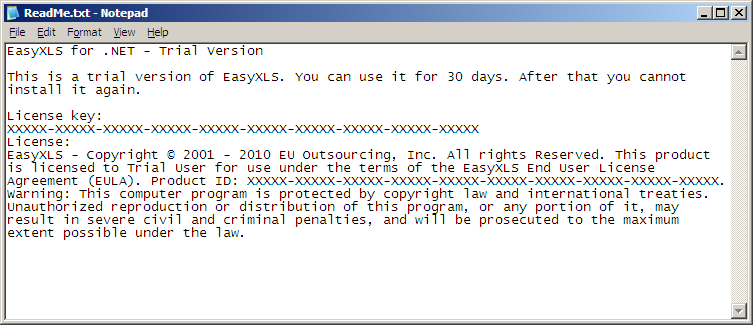 ReadMe.txt - Notepad
File Edit Format View Help
EasyXLS for .NET - Trial Version
This is a trial version of EasyXLS. You can use it for 30 days. After that you cannot
install it again.
License key:
XXXXX-XXXXX-XXXXX-XXXXX-XXXXX-XXXXX-XXXXX-XXXXX-XXXXX-XXXXX
License:
EasyXLS - Copyright © 2001 - 2010 EU Outsourcing, Inc. All rights Reserved. This product
is licensed to Trial User for use under the terms of the EasyXLS End User License
Agreement (EULA). Product ID: XXXXX-XXXXX-XXXXX-XXXXX-XXXXX-XXXXX-XXXXX-XXXXX-XXXXX-XXXXX.
Warning: This computer program is protected by copyright law and international treaties.
Unauthorized reproduction or distribution of this program, or any portion of it, may
result in severe civil and criminal penalties, and will be prosecuted to the maximum
extent possible under the law.